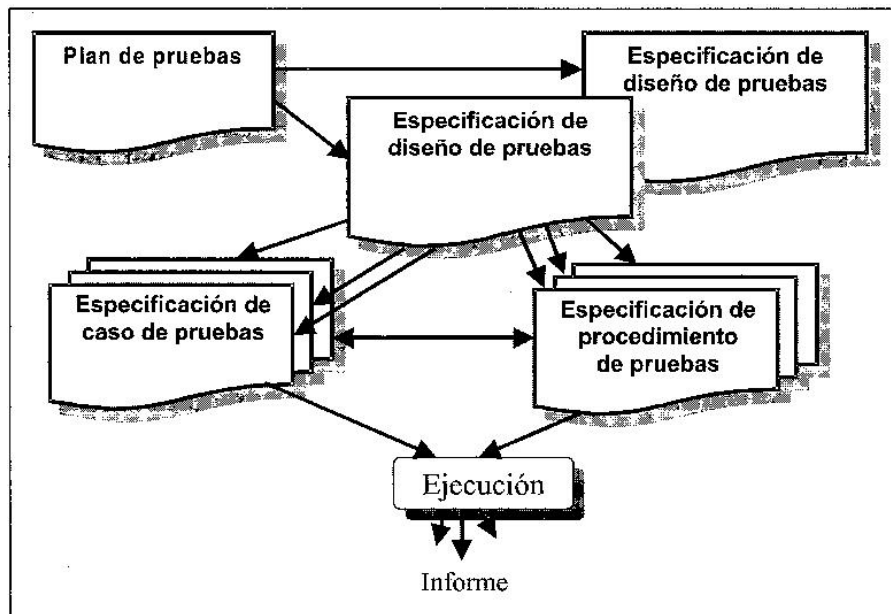 Plan de pruebas
Especificación de
diseño de pruebas
Especificación de
diseño de pruebas
Especificación de
caso de pruebas
Especificación de
procedimiento
de pruebas
Ejecución
Informe